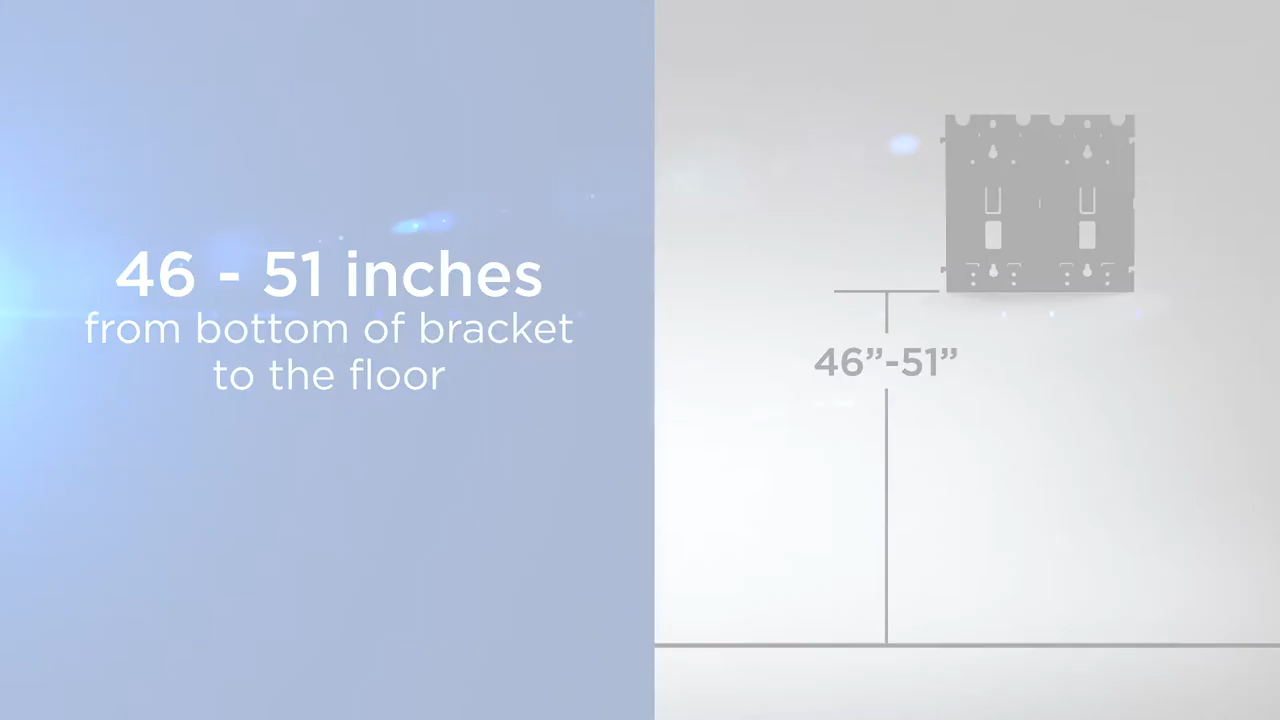 46 - 51 inches
from bottom of bracket
to the floor
46”-51”